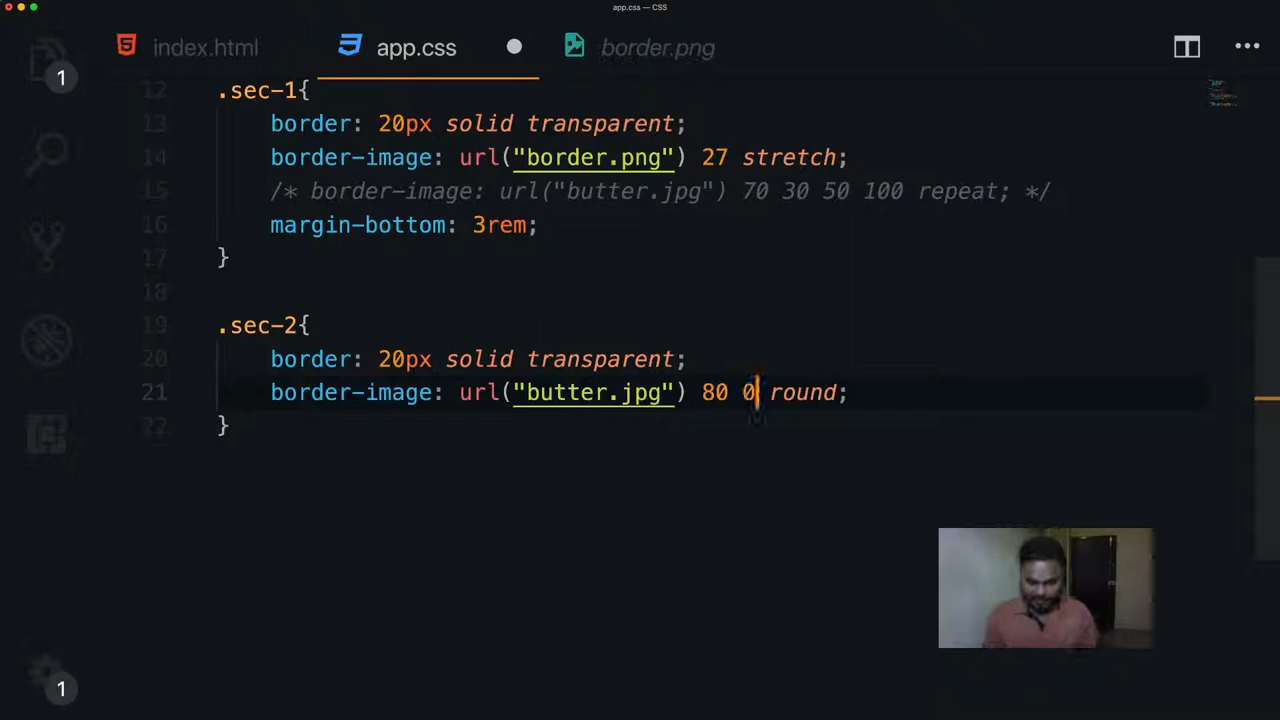 app.css — CSS
index.html
app.css
border.png
1
12 .sec-1{
13 border: 20px solid transparent;
14 border-image: url("border.png") 27 stretch;
15 /* border-image: url("butter.jpg") 70 30 50 100 repeat; */
16 margin-bottom: 3rem;
17 }
18
19 .sec-2{
20 border: 20px solid transparent;
21 border-image: url("butter.jpg") 80 0 round;
22 }
1